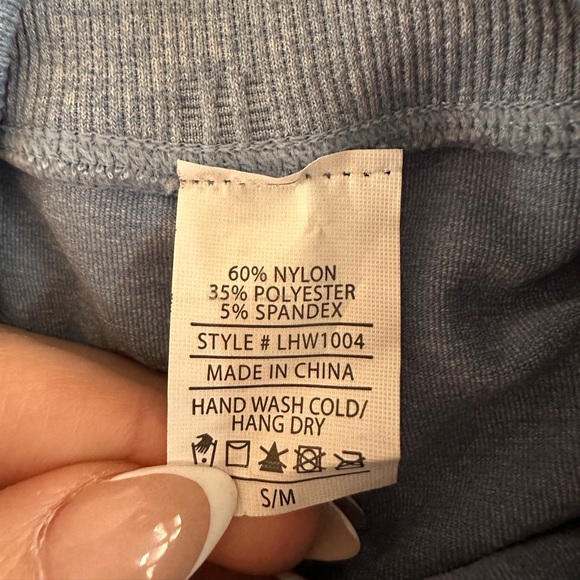 60% NYLON
35% POLYESTER
5% SPANDEX
STYLE # LHW1004
MADE IN CHINA
HAND WASH COLD/
HANG DRY
S/M